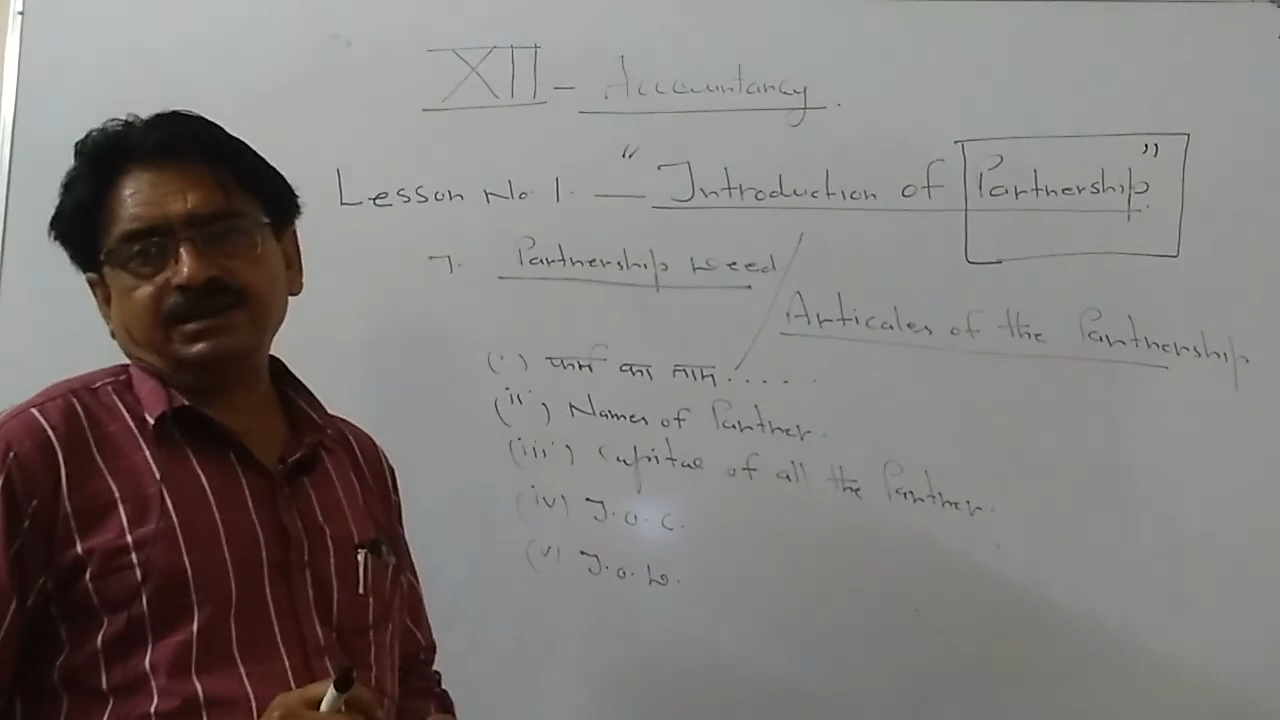 XII - Accountancy.
Lesson No 1. — "Introduction of Partnership."
7. Partnership Deed /
Articales of the Partnership
(i) फर्म का नाम.....
(ii) Names of Partner.
(iii) Capital of all the Partner.
(iv) I.O.C.
(v) I.O.D.